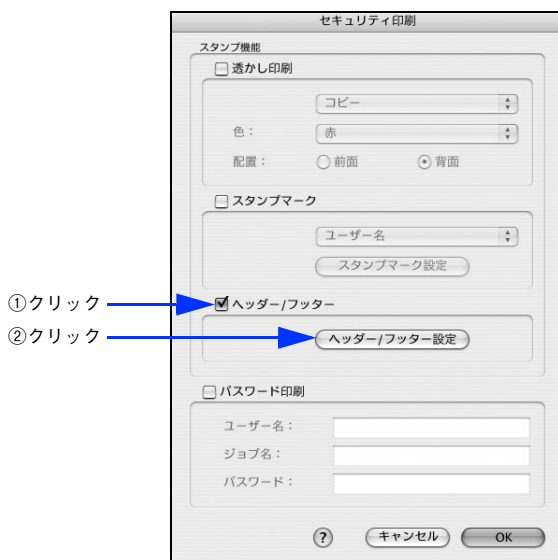 セキュリティ印刷
スタンプ機能
透かし印刷
コピー
色： 赤
配置： 前面 背面
スタンプマーク
ユーザー名
スタンプマーク設定
①クリック ヘッダー/フッター
②クリック ヘッダー/フッター設定
パスワード印刷
ユーザー名：
ジョブ名：
パスワード：
? キャンセル OK